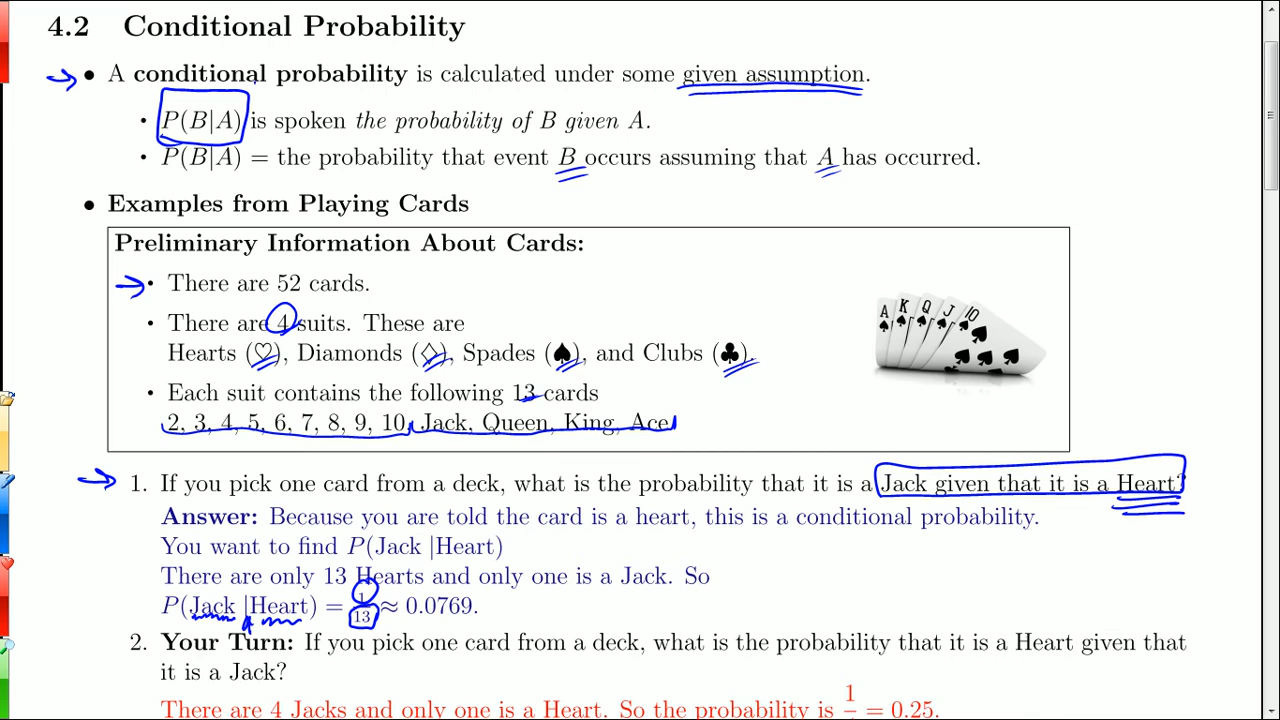 4.2 Conditional Probability
• A conditional probability is calculated under some given assumption.
• P(B|A) is spoken the probability of B given A.
• P(B|A) = the probability that event B occurs assuming that A has occurred.
• Examples from Playing Cards
Preliminary Information About Cards:
• There are 52 cards.
• There are 4 suits. These are
Hearts (♡), Diamonds (♢), Spades (♠), and Clubs (♣).
• Each suit contains the following 13 cards
2, 3, 4, 5, 6, 7, 8, 9, 10, Jack, Queen, King, Ace
A K Q J 10
1. If you pick one card from a deck, what is the probability that it is a Jack given that it is a Heart?
Answer: Because you are told the card is a heart, this is a conditional probability.
You want to find P(Jack |Heart)
There are only 13 Hearts and only one is a Jack. So
P(Jack |Heart) = 1/13 ≈ 0.0769.
2. Your Turn: If you pick one card from a deck, what is the probability that it is a Heart given that
it is a Jack?
There are 4 Jacks and only one is a Heart. So the probability is 1/ = 0.25.